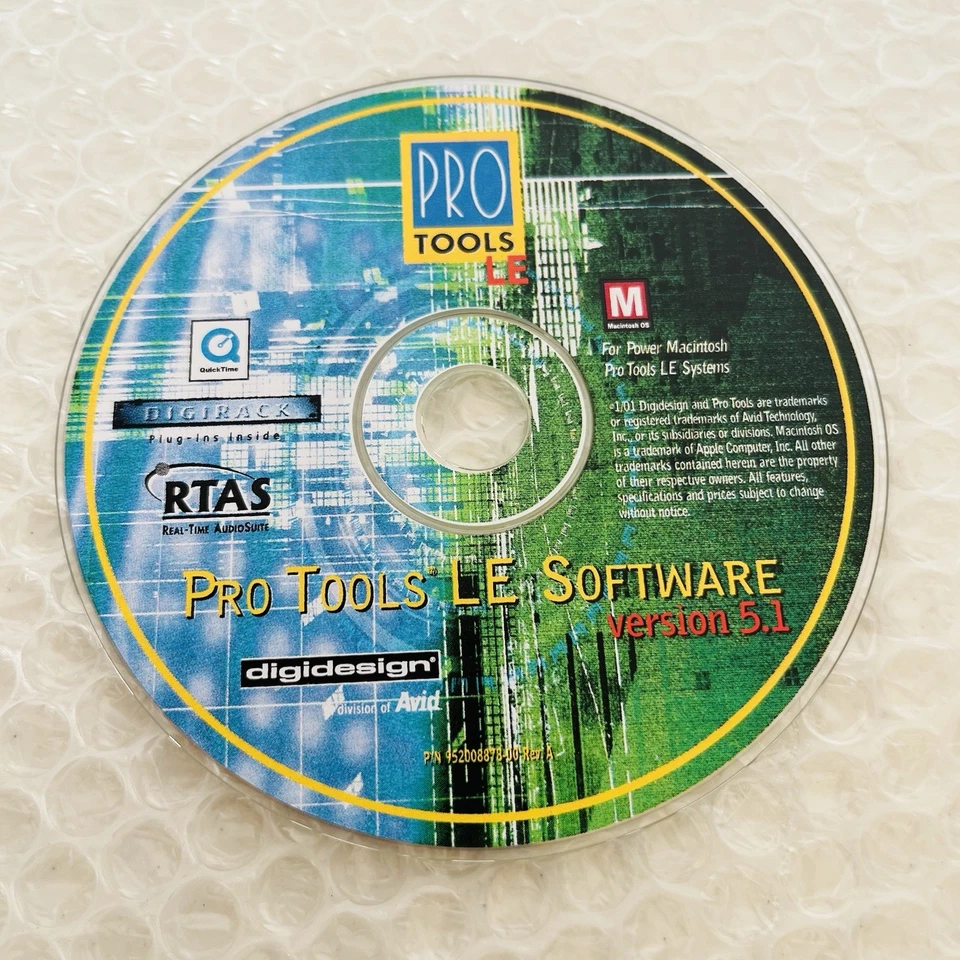 PRO
TOOLS
LE
M
Macintosh OS
For Power Macintosh
Pro Tools LE Systems
QuickTime
DIGIRACK
Plug-ins Inside
RTAS
REAL-TIME AUDIOSUITE
©1/01 Digidesign and Pro Tools are trademarks
or registered trademarks of Avid Technology,
Inc., or its subsidiaries or divisions. Macintosh OS
is a trademark of Apple Computer, Inc. All other
trademarks contained herein are the property
of their respective owners. All features,
specifications and prices subject to change
without notice.
PRO TOOLS™ LE SOFTWARE
version 5.1
digidesign®
division of Avid
P/N 952008878-00 Rev. A